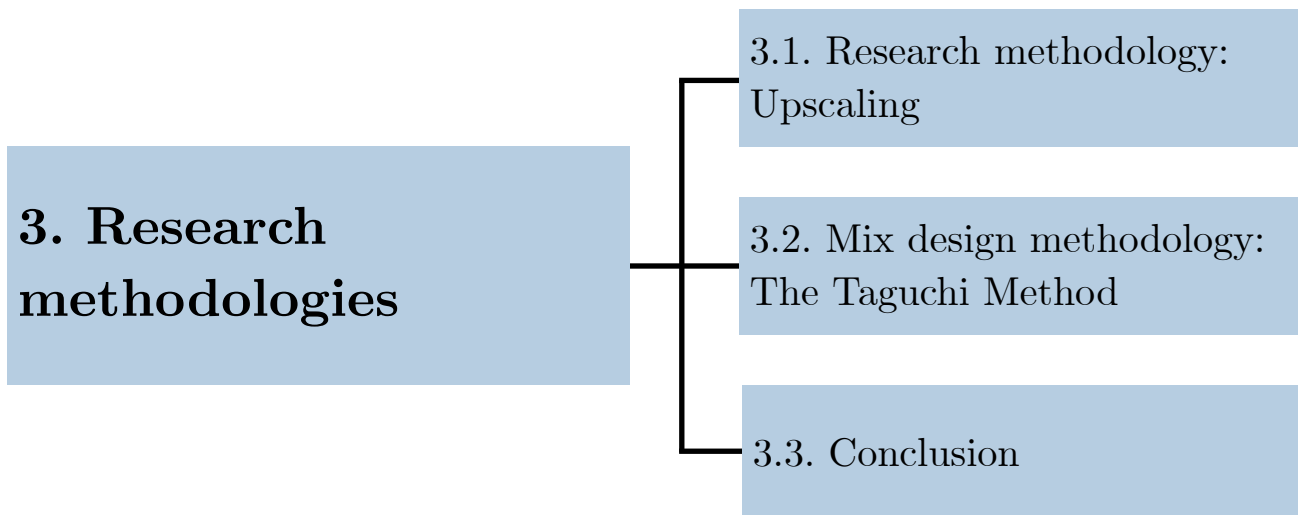 3. Research
methodologies
3.1. Research methodology:
Upscaling
3.2. Mix design methodology:
The Taguchi Method
3.3. Conclusion